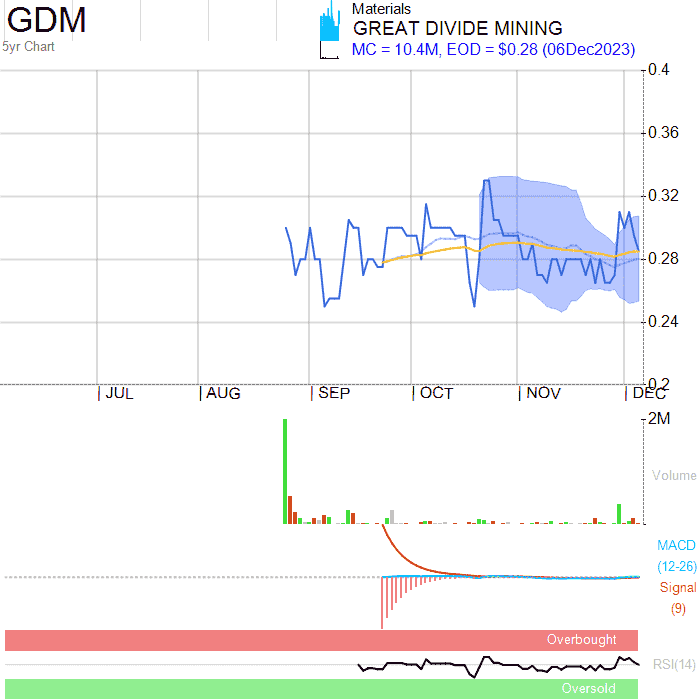 GDM
5yr Chart
Materials
GREAT DIVIDE MINING
MC = 10.4M, EOD = $0.28 (06Dec2023)
0.4
0.36
0.32
0.28
0.24
0.2
JUL AUG SEP OCT NOV DEC
2M
Volume
MACD
(12-26)
Signal
(9)
Overbought
RSI(14)
Oversold